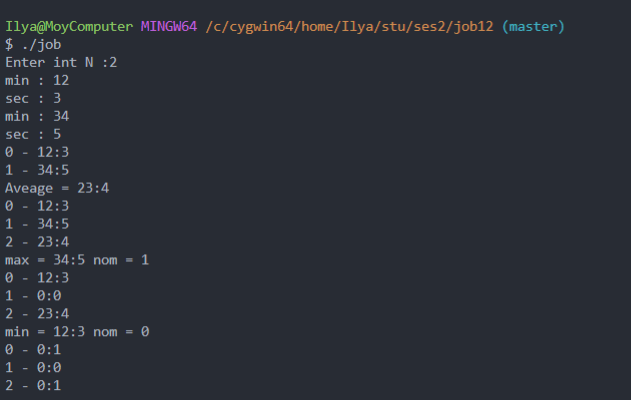 Ilya@MoyComputer MINGW64 /c/cygwin64/home/Ilya/stu/ses2/job12 (master)
$ ./job
Enter int N :2
min : 12
sec : 3
min : 34
sec : 5
0 - 12:3
1 - 34:5
Aveage = 23:4
0 - 12:3
1 - 34:5
2 - 23:4
max = 34:5 nom = 1
0 - 12:3
1 - 0:0
2 - 23:4
min = 12:3 nom = 0
0 - 0:1
1 - 0:0
2 - 0:1